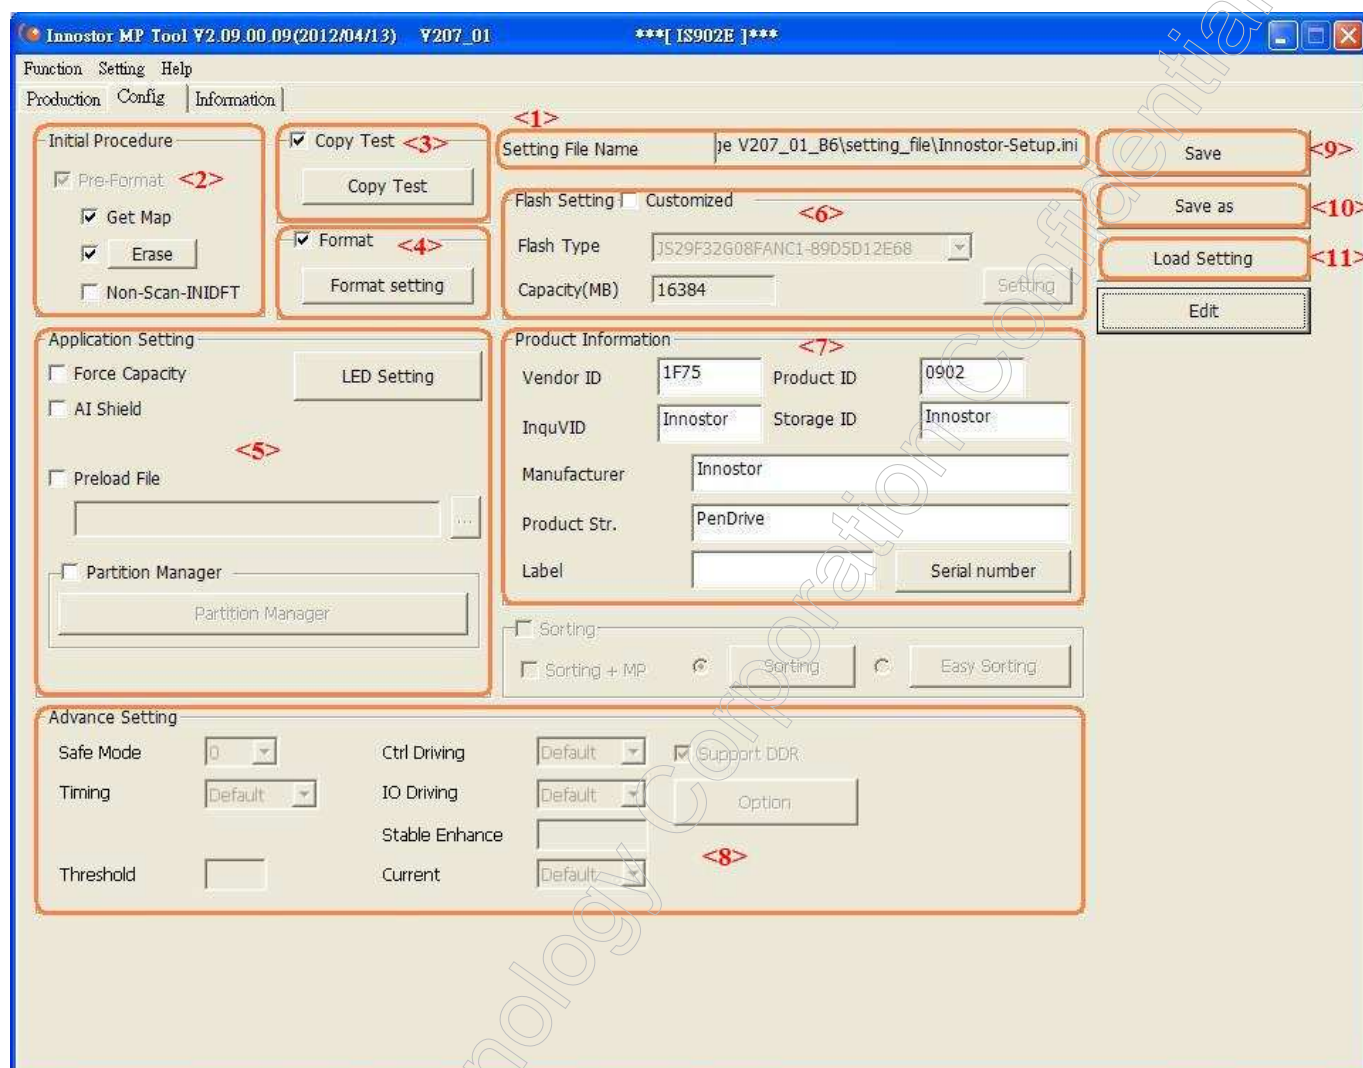 Innostor MP Tool V2.09.00.09(2012/04/13) V207_01 ***[ IS902E ]***
Function Setting Help
Production Config Information
Initial Procedure
Pre-Format <2>
Get Map
Erase
Non-Scan-INIDFT
Copy Test <3>
Copy Test
Format <4>
Format setting
<1>
Setting File Name ge V207_01_B6\setting_file\Innostor-Setup.ini
Flash Setting Customized <6>
Flash Type JS29F32G08FANC1-89D5D12E68
Capacity(MB) 16384 Setting
Save <9>
Save as <10>
Load Setting <11>
Edit
Application Setting
Force Capacity LED Setting
AI Shield
<5>
Preload File
...
Partition Manager
Partition Manager
Product Information <7>
Vendor ID 1F75 Product ID 0902
InquVID Innostor Storage ID Innostor
Manufacturer Innostor
Product Str. PenDrive
Label Serial number
Sorting
Sorting + MP Sorting Easy Sorting
Advance Setting
Safe Mode 0 Ctrl Driving Default Support DDR
Timing Default IO Driving Default Option
Stable Enhance
<8>
Threshold Current Default
nology Corporation Confidential